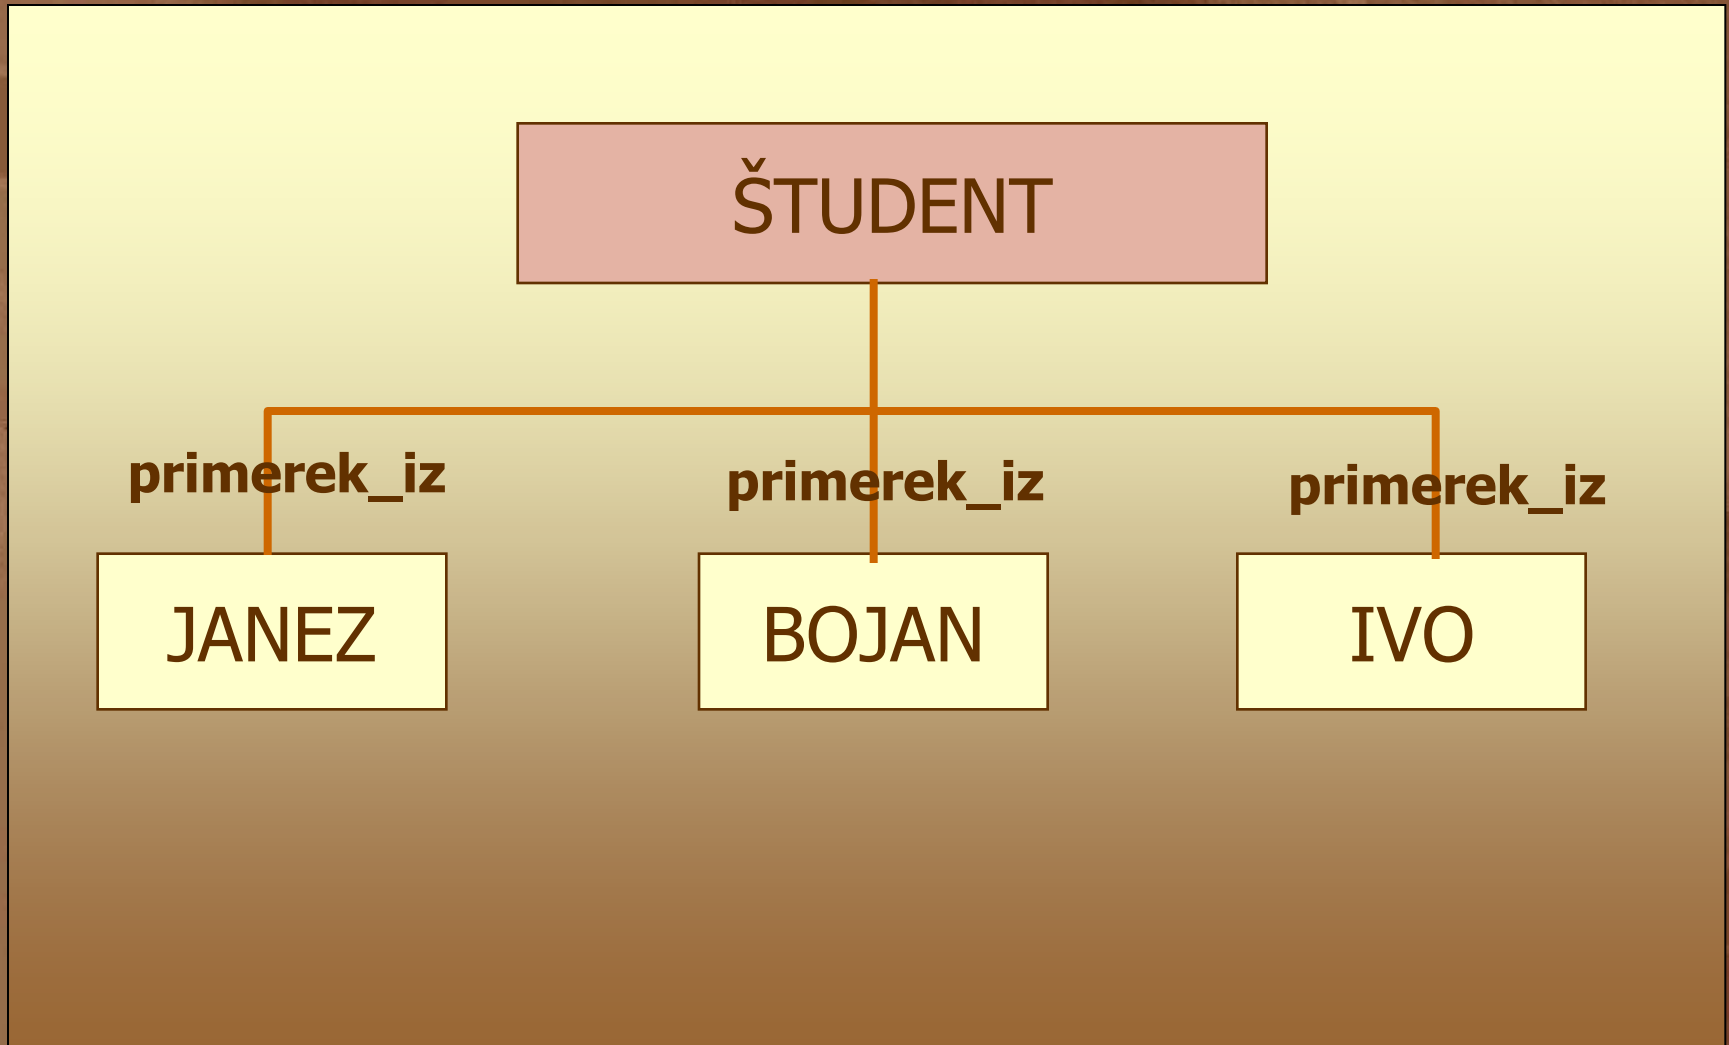 ŠTUDENT
primerek_iz
primerek_iz
primerek_iz
JANEZ
BOJAN
IVO